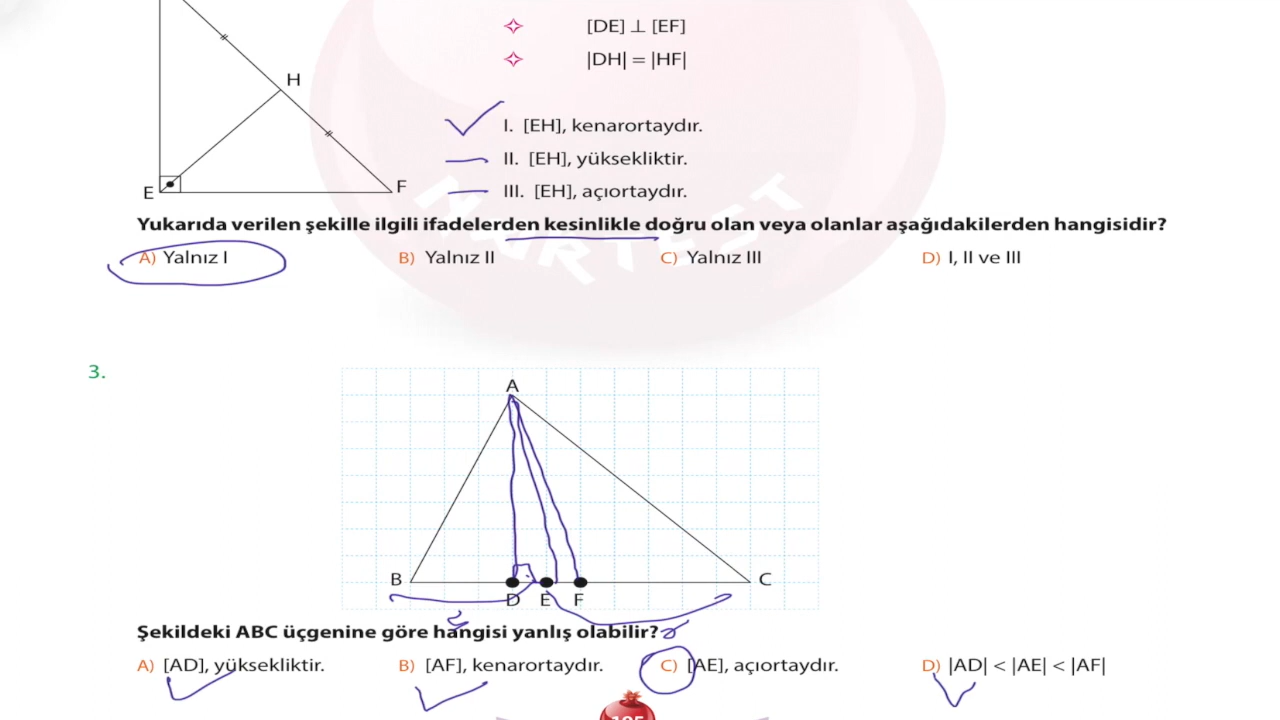 [DE] ⊥ [EF]
|DH| = |HF|
H
I. [EH], kenarortaydır.
II. [EH], yüksekliktir.
III. [EH], açıortaydır.
E
F
NARTEST
Yukarıda verilen şekille ilgili ifadelerden kesinlikle doğru olan veya olanlar aşağıdakilerden hangisidir?
A) Yalnız I B) Yalnız II C) Yalnız III D) I, II ve III
3.
A
B
C
D E F
Şekildeki ABC üçgenine göre hangisi yanlış olabilir?
A) [AD], yüksekliktir. B) [AF], kenarortaydır. C) [AE], açıortaydır. D) |AD| < |AE| < |AF|